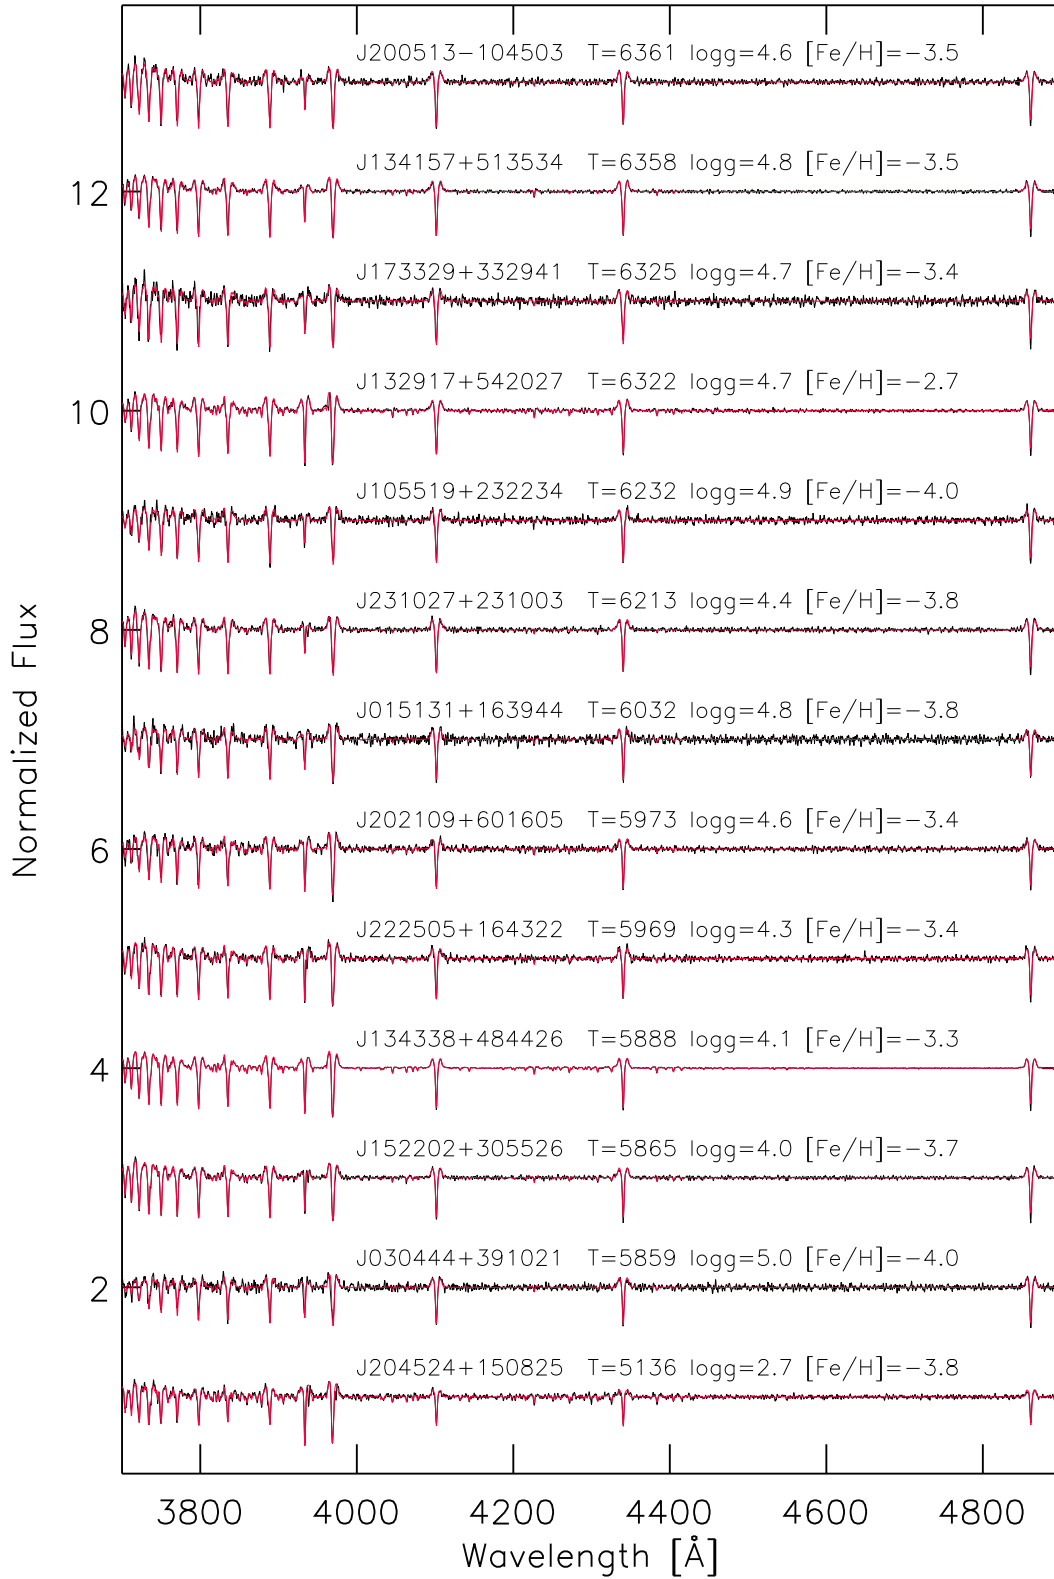 J200513−104503 T=6361 logg=4.6 [Fe/H]=−3.5
J134157+513534 T=6358 logg=4.8 [Fe/H]=−3.5
12
J173329+332941 T=6325 logg=4.7 [Fe/H]=−3.4
J132917+542027 T=6322 logg=4.7 [Fe/H]=−2.7
10
J105519+232234 T=6232 logg=4.9 [Fe/H]=−4.0
J231027+231003 T=6213 logg=4.4 [Fe/H]=−3.8
8
J015131+163944 T=6032 logg=4.8 [Fe/H]=−3.8
J202109+601605 T=5973 logg=4.6 [Fe/H]=−3.4
6
J222505+164322 T=5969 logg=4.3 [Fe/H]=−3.4
J134338+484426 T=5888 logg=4.1 [Fe/H]=−3.3
4
J152202+305526 T=5865 logg=4.0 [Fe/H]=−3.7
J030444+391021 T=5859 logg=5.0 [Fe/H]=−4.0
2
J204524+150825 T=5136 logg=2.7 [Fe/H]=−3.8
Normalized Flux
3800 4000 4200 4400 4600 4800
Wavelength [Å]